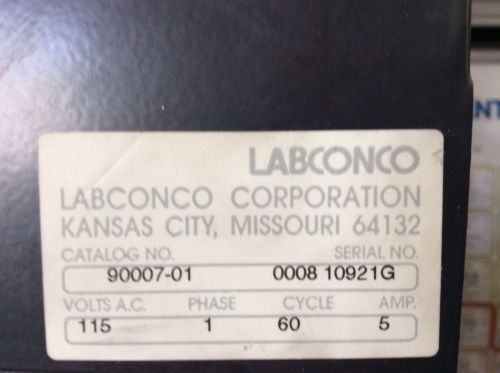 LABCONCO
LABCONCO CORPORATION
KANSAS CITY, MISSOURI 64132
CATALOG NO. SERIAL NO.
90007-01 0008 10921G
VOLTS A.C. PHASE CYCLE AMP.
115 1 60 5
NT